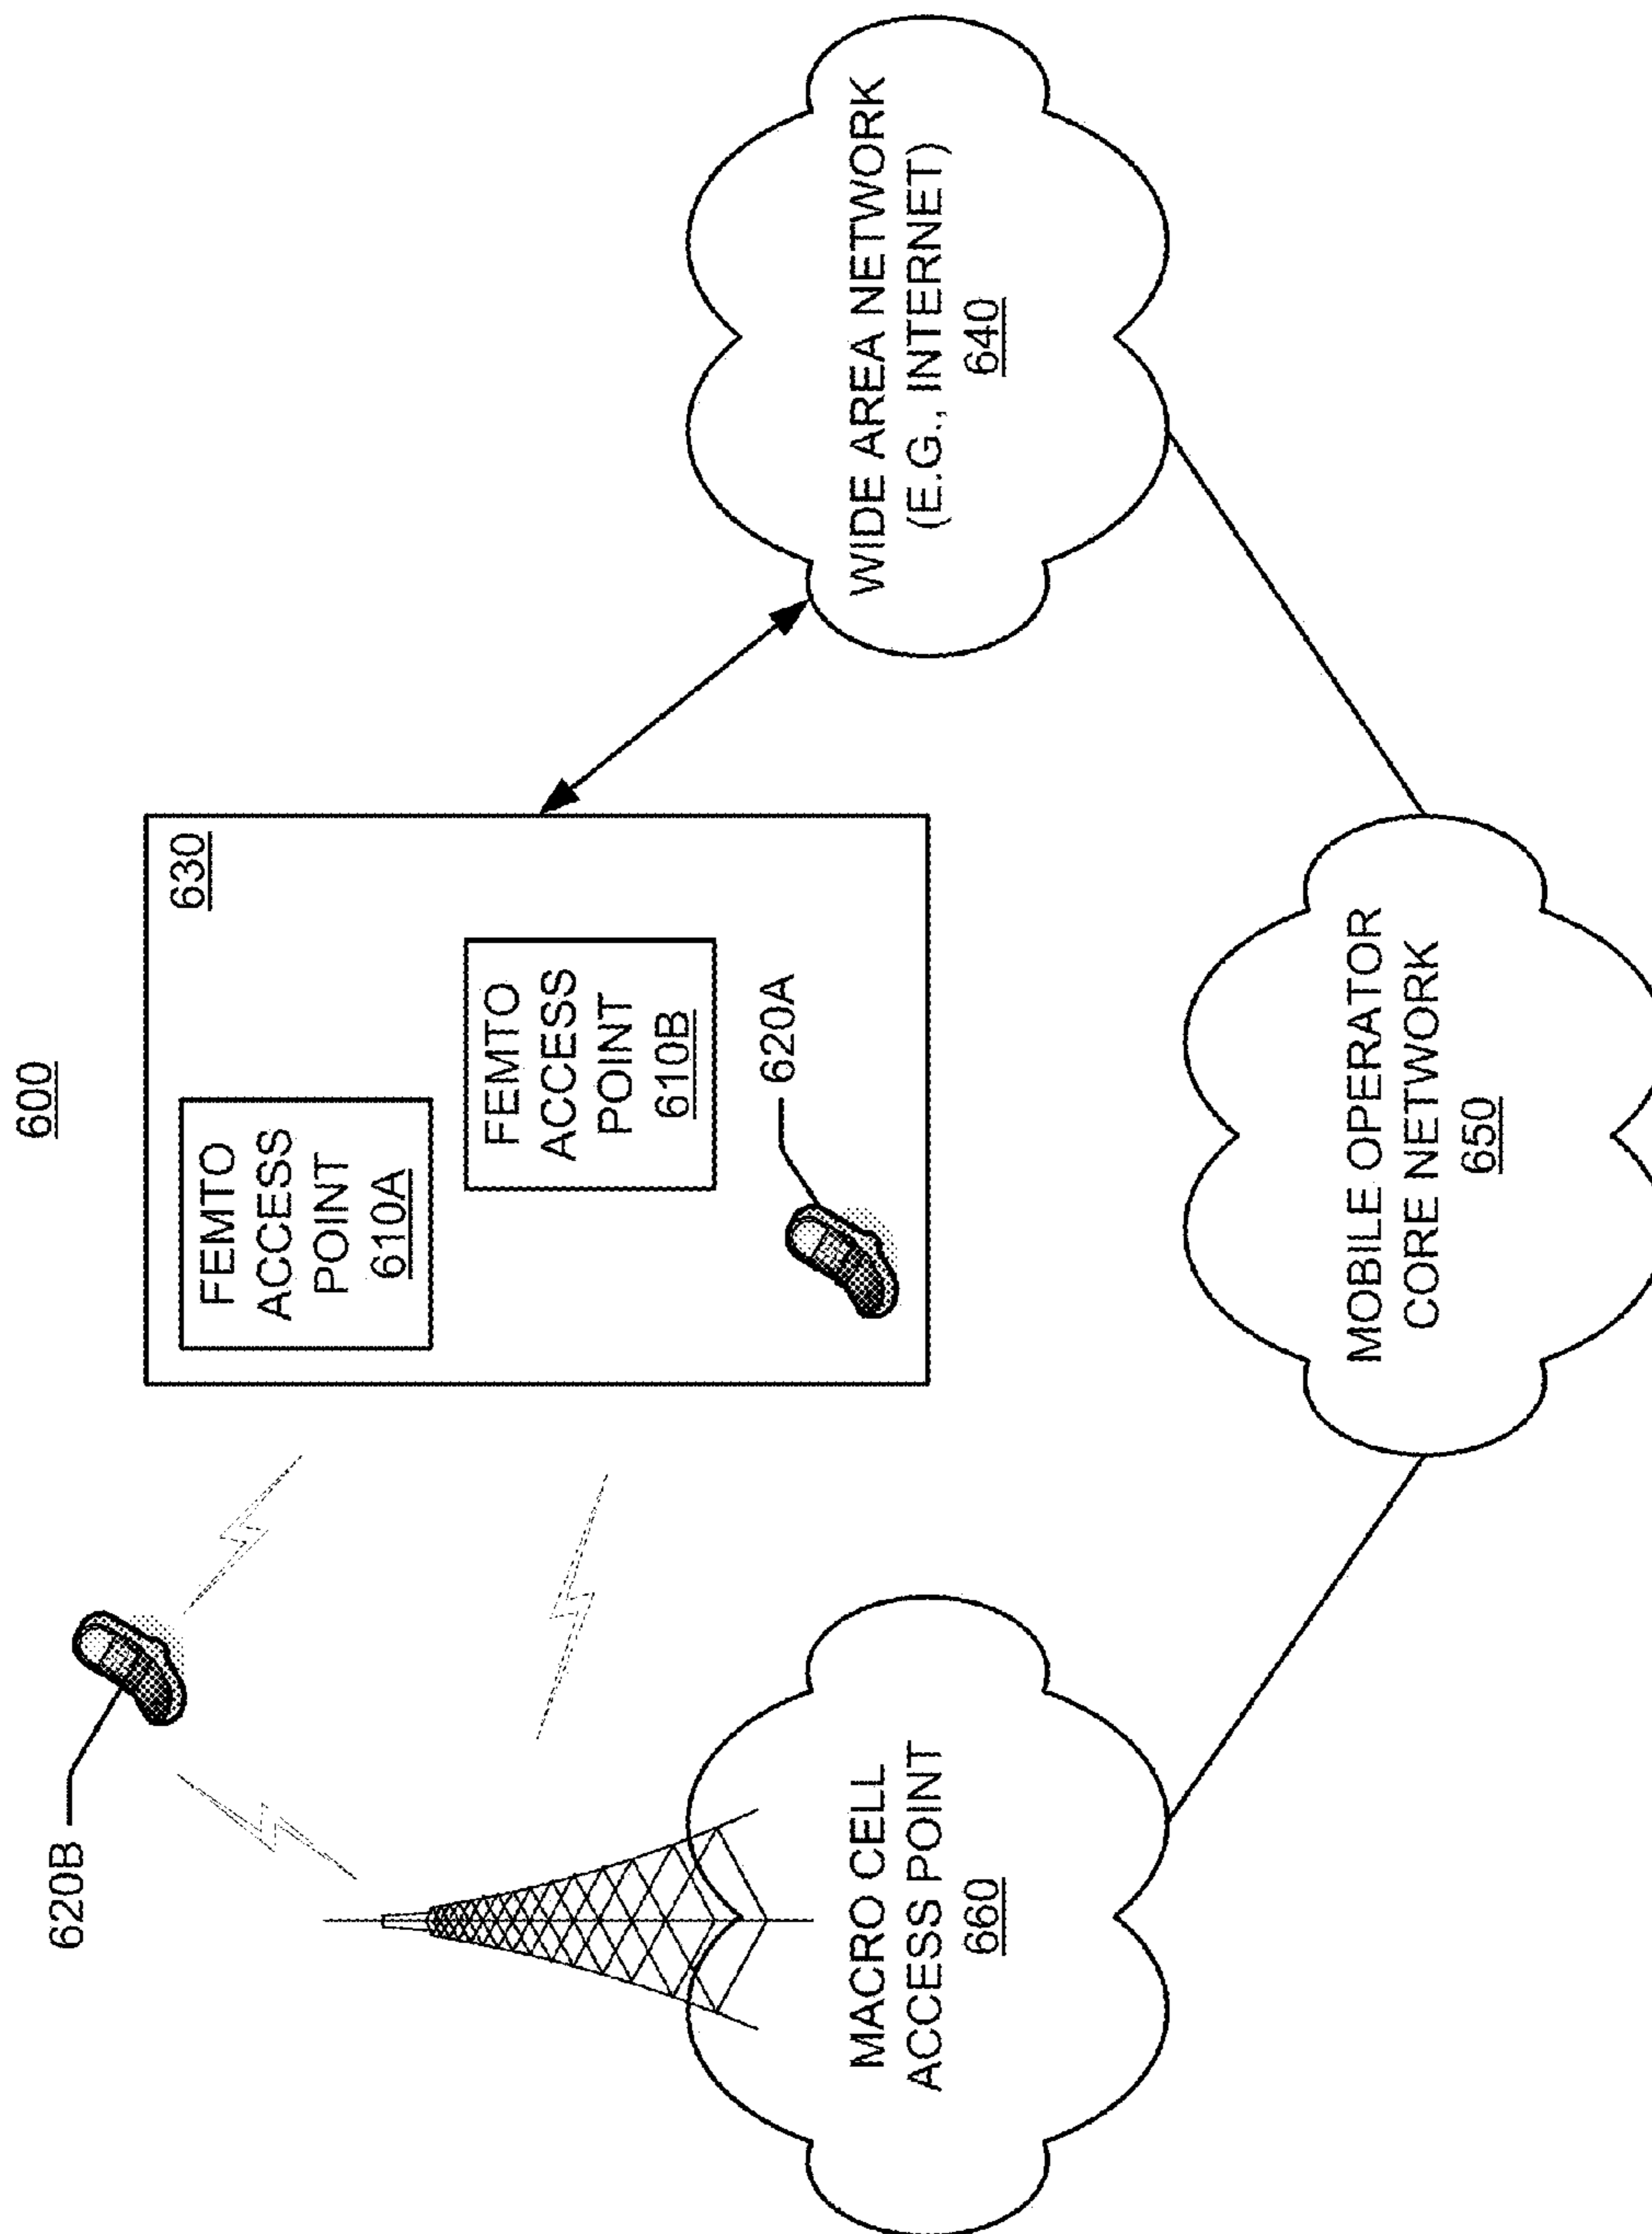 600
620B
FEMTO
ACCESS
POINT
610A
630
FEMTO
ACCESS
POINT
610B
620A
MACRO CELL
ACCESS POINT
660
WIDE AREA NETWORK
(E.G., INTERNET)
640
MOBILE OPERATOR
CORE NETWORK
650